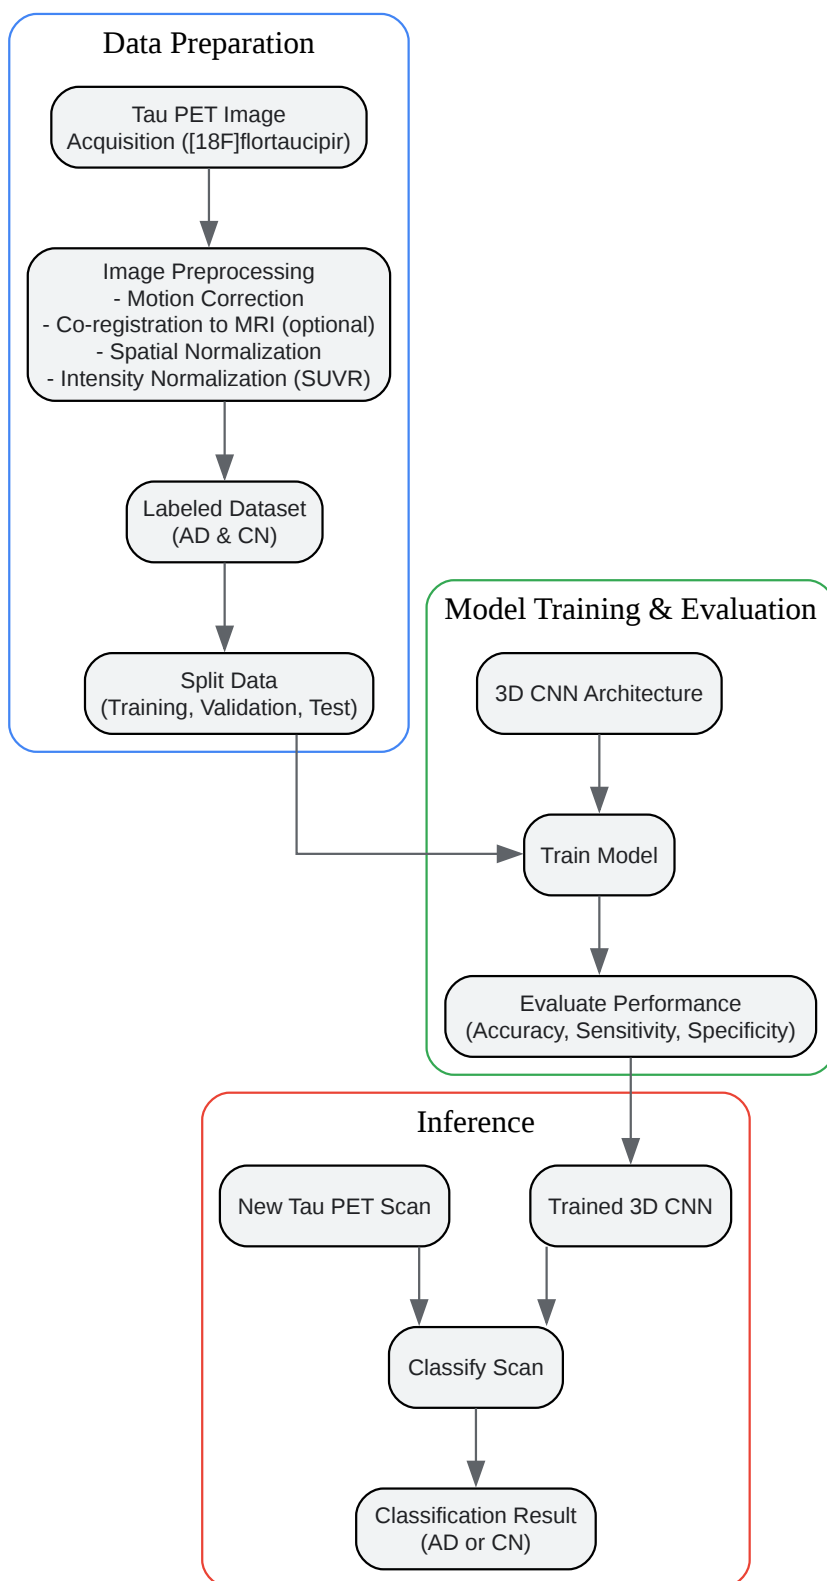 Data Preparation
Tau PET Image
Acquisition ([18F]flortaucipir)
Image Preprocessing
- Motion Correction
- Co-registration to MRI (optional)
- Spatial Normalization
- Intensity Normalization (SUVR)
Labeled Dataset
(AD & CN)
Split Data
(Training, Validation, Test)
Model Training & Evaluation
3D CNN Architecture
Train Model
Evaluate Performance
(Accuracy, Sensitivity, Specificity)
Inference
New Tau PET Scan
Trained 3D CNN
Classify Scan
Classification Result
(AD or CN)